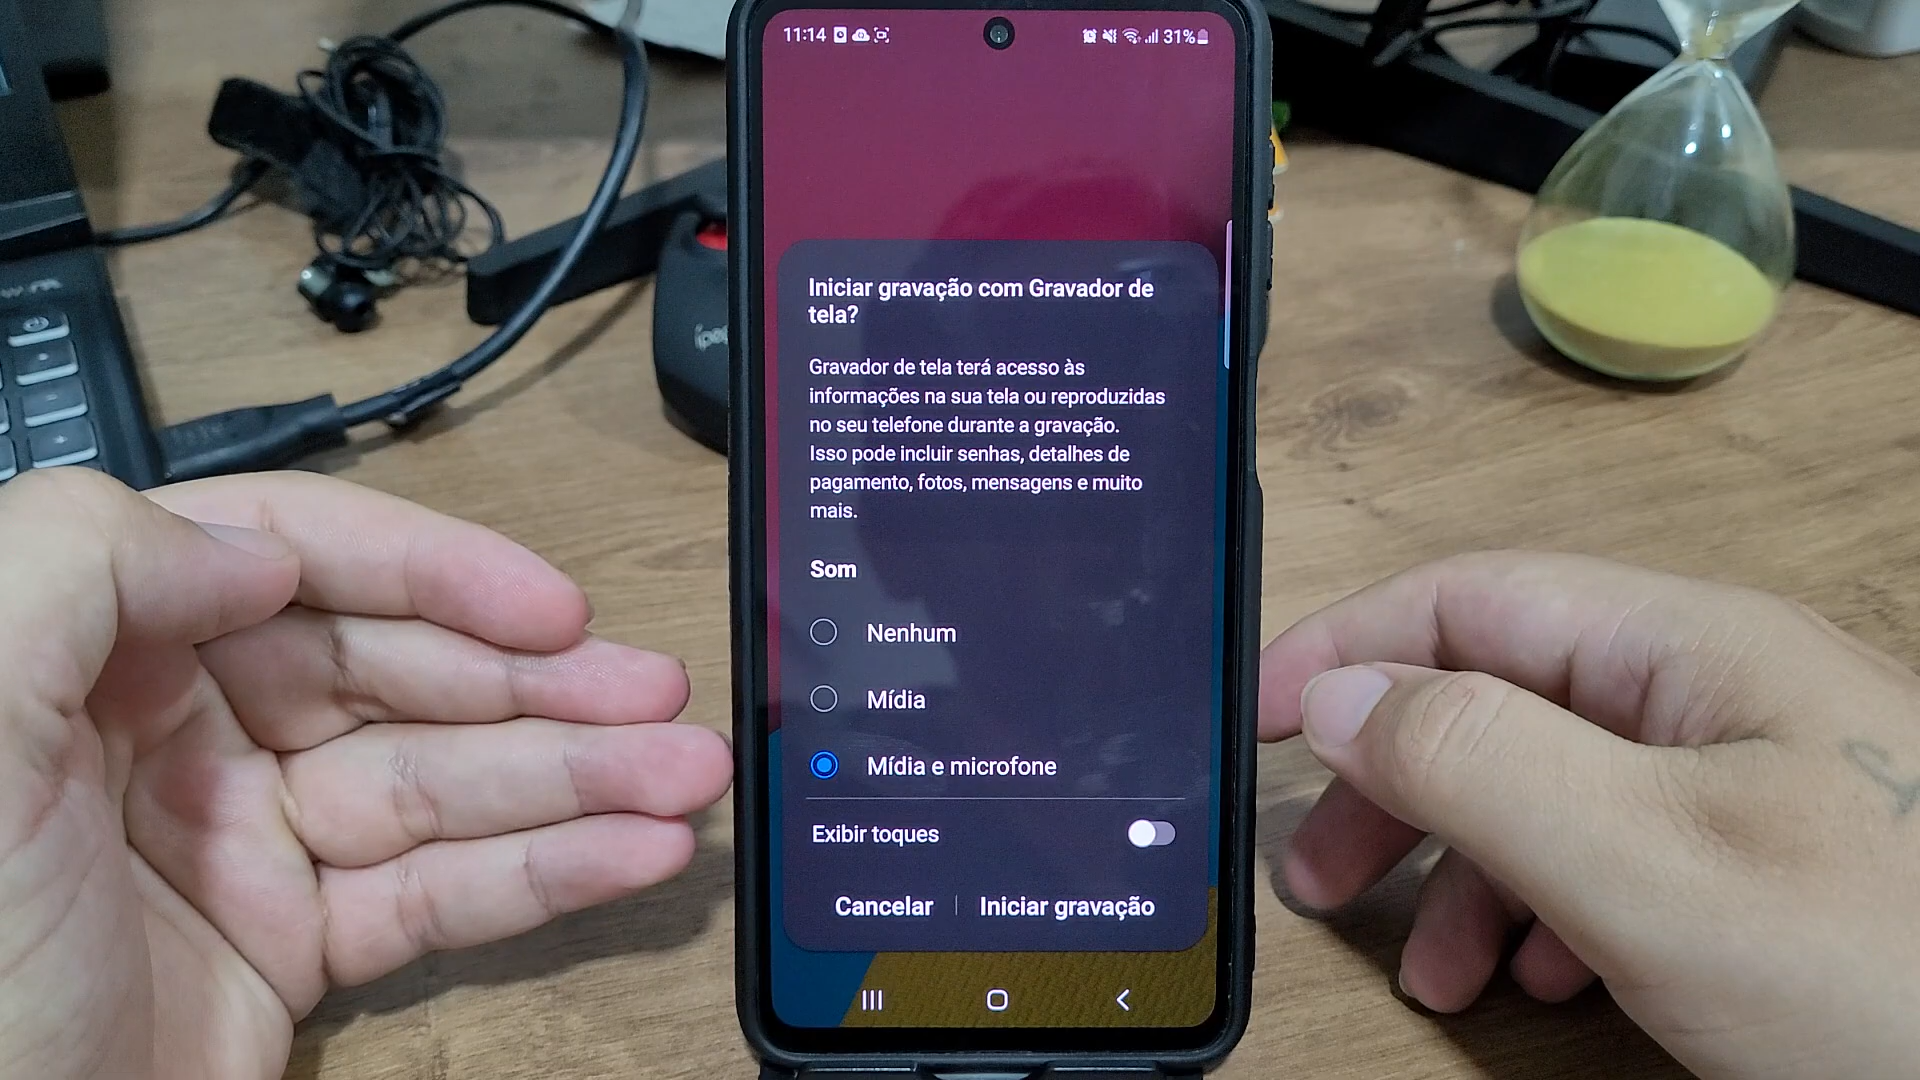 11:14
31%
Iniciar gravação com Gravador de
tela?
Gravador de tela terá acesso às
informações na sua tela ou reproduzidas
no seu telefone durante a gravação.
Isso pode incluir senhas, detalhes de
pagamento, fotos, mensagens e muito
mais.
Som
Nenhum
Mídia
Mídia e microfone
Exibir toques
Cancelar
Iniciar gravação